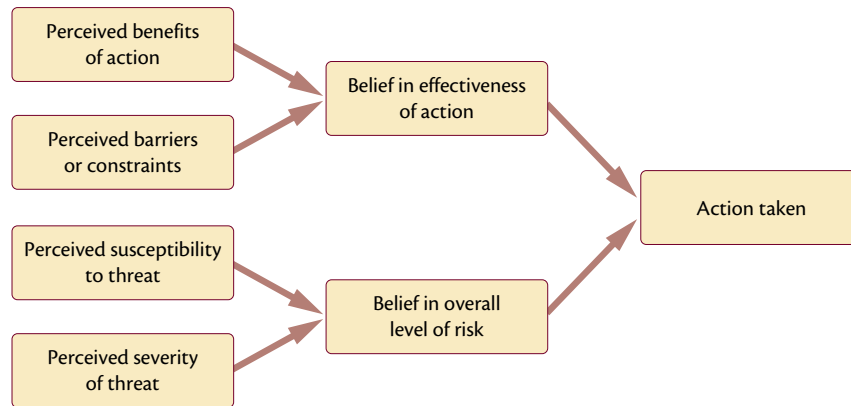 Perceived benefits
of action
Perceived barriers
or constraints
Perceived susceptibility
to threat
Perceived severity
of threat
Belief in effectiveness
of action
Belief in overall
level of risk
Action taken